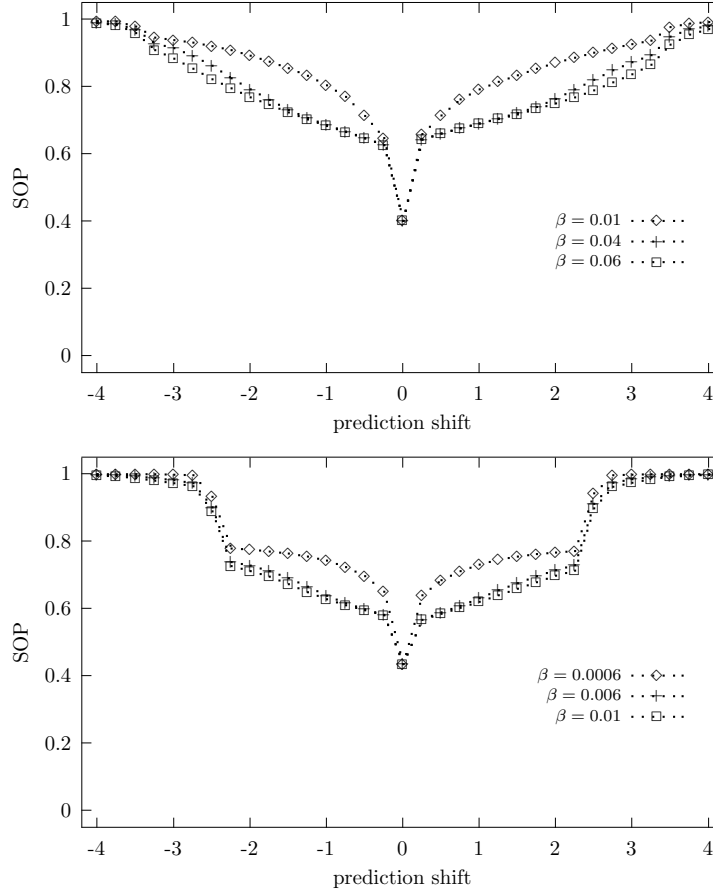 1
0.8
0.6
SOP
0.4
0.2
0
β = 0.01
β = 0.04
β = 0.06
-4 -3 -2 -1 0 1 2 3 4
prediction shift
1
0.8
0.6
SOP
0.4
0.2
0
β = 0.0006
β = 0.006
β = 0.01
-4 -3 -2 -1 0 1 2 3 4
prediction shift